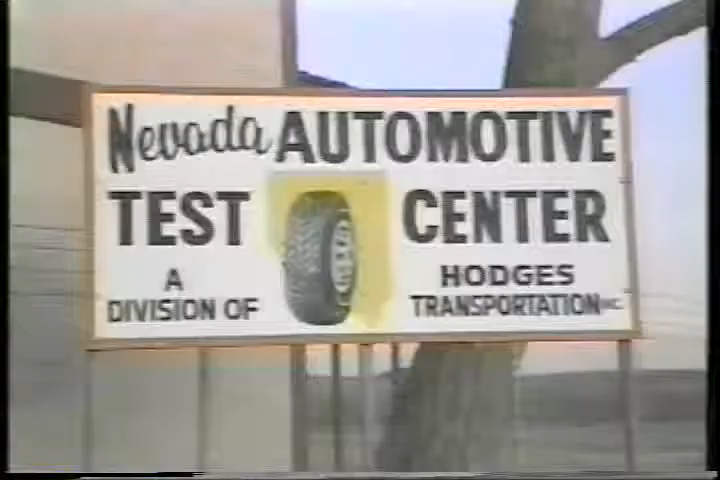 Nevada AUTOMOTIVE
TEST CENTER
A DIVISION OF
HODGES TRANSPORTATION INC.